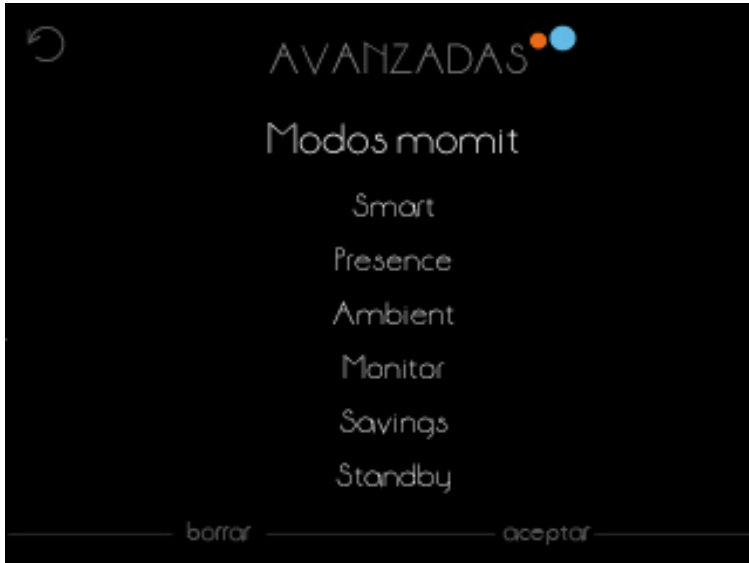 AVANZADAS
Modos momit
Smart
Presence
Ambient
Monitor
Savings
Standby
borrar aceptar